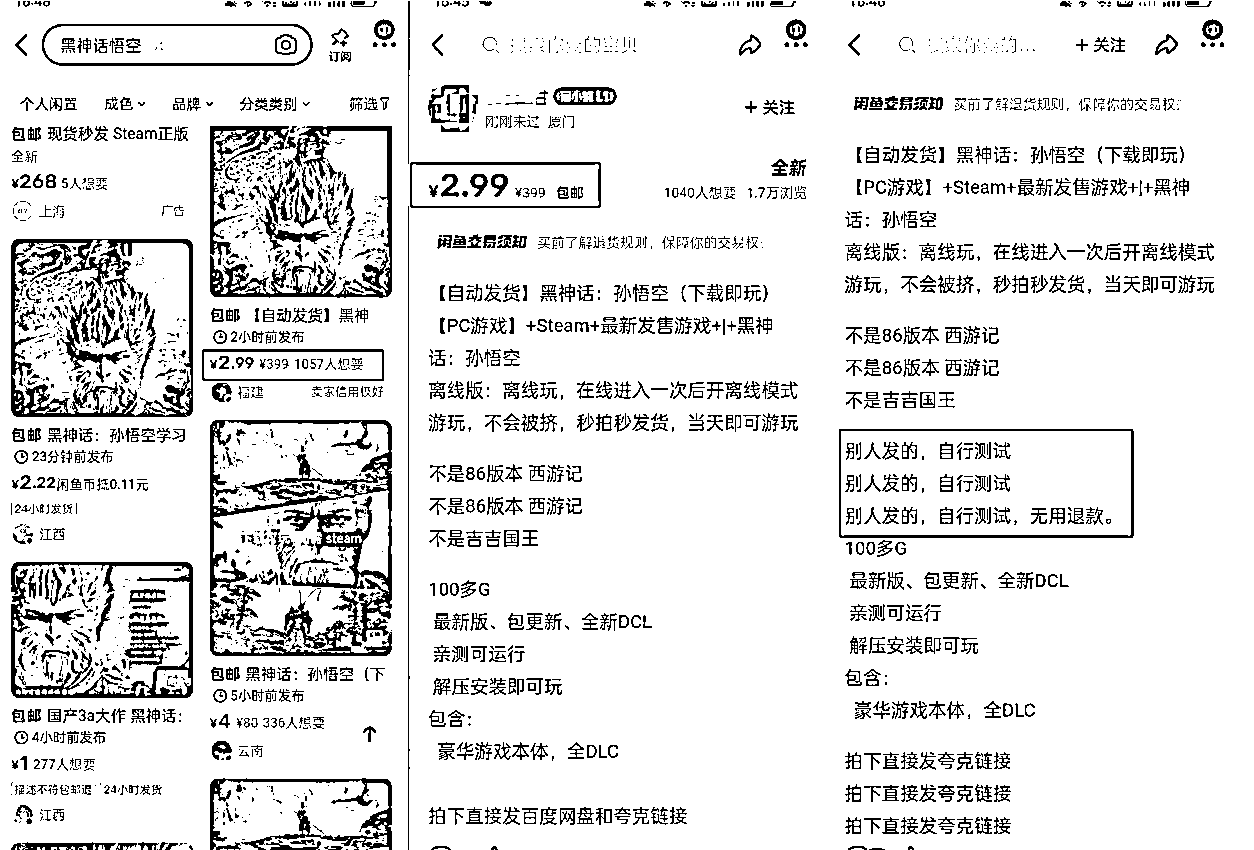 16:46
黑神话悟空
订阅
个人闲置 成色 品牌 分类类别 筛选
包邮 现货秒发 Steam正版
全新
¥268 5人想要
上海 广告
包邮 黑神话：孙悟空学习
23分钟前发布
¥2.22闲鱼币抵0.11元
24小时发货
江西
包邮 国产3a大作 黑神话：
4小时前发布
¥1 277人想要
描述不符包邮退 24小时发货
江西
包邮 【自动发货】黑神
2小时前发布
¥2.99 ¥399 1057人想要
福建 卖家信用极好
steam
包邮 黑神话：孙悟空（下
5小时前发布
¥4 ¥80 336人想要
云南
16:45
刚刚来过 厦门
+关注
¥2.99 ¥399 包邮
全新
1040人想要 1.7万浏览
闲鱼交易须知 买前了解退货规则，保障你的交易权
【自动发货】黑神话：孙悟空（下载即玩）
【PC游戏】+Steam+最新发售游戏+|+黑神
话：孙悟空
离线版：离线玩，在线进入一次后开离线模式
游玩，不会被挤，秒拍秒发货，当天即可游玩
不是86版本 西游记
不是86版本 西游记
不是吉吉国王
100多G
最新版、包更新、全新DCL
亲测可运行
解压安装即可玩
包含：
豪华游戏本体，全DLC
拍下直接发百度网盘和夸克链接
16:46
+关注
闲鱼交易须知 买前了解退货规则，保障你的交易权
【自动发货】黑神话：孙悟空（下载即玩）
【PC游戏】+Steam+最新发售游戏+|+黑神
话：孙悟空
离线版：离线玩，在线进入一次后开离线模式
游玩，不会被挤，秒拍秒发货，当天即可游玩
不是86版本 西游记
不是86版本 西游记
不是吉吉国王
别人发的，自行测试
别人发的，自行测试
别人发的，自行测试，无用退款。
100多G
最新版、包更新、全新DCL
亲测可运行
解压安装即可玩
包含：
豪华游戏本体，全DLC
拍下直接发夸克链接
拍下直接发夸克链接
拍下直接发夸克链接